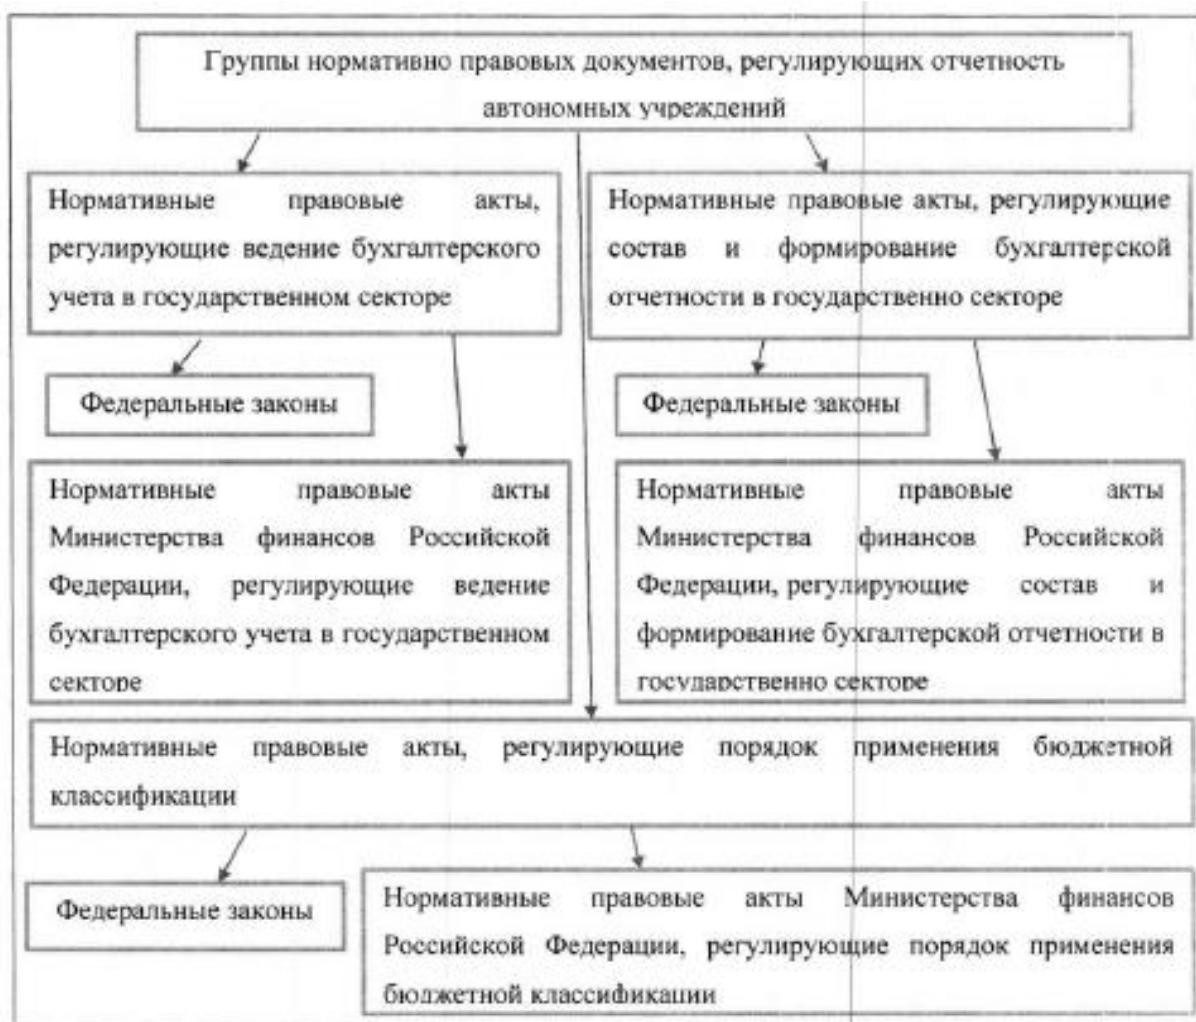 Группы нормативно правовых документов, регулирующих отчетность
автономных учреждений
Нормативные правовые акты,
регулирующие ведение бухгалтерского
учета в государственном секторе
Нормативные правовые акты, регулирующие
состав и формирование бухгалтерской
отчетности в государственно секторе
Федеральные законы
Федеральные законы
Нормативные правовые акты
Министерства финансов Российской
Федерации, регулирующие ведение
бухгалтерского учета в государственном
секторе
Нормативные правовые акты
Министерства финансов Российской
Федерации, регулирующие состав и
формирование бухгалтерской отчетности в
государственно секторе
Нормативные правовые акты, регулирующие порядок применения бюджетной
классификации
Федеральные законы
Нормативные правовые акты Министерства финансов
Российской Федерации, регулирующие порядок применения
бюджетной классификации